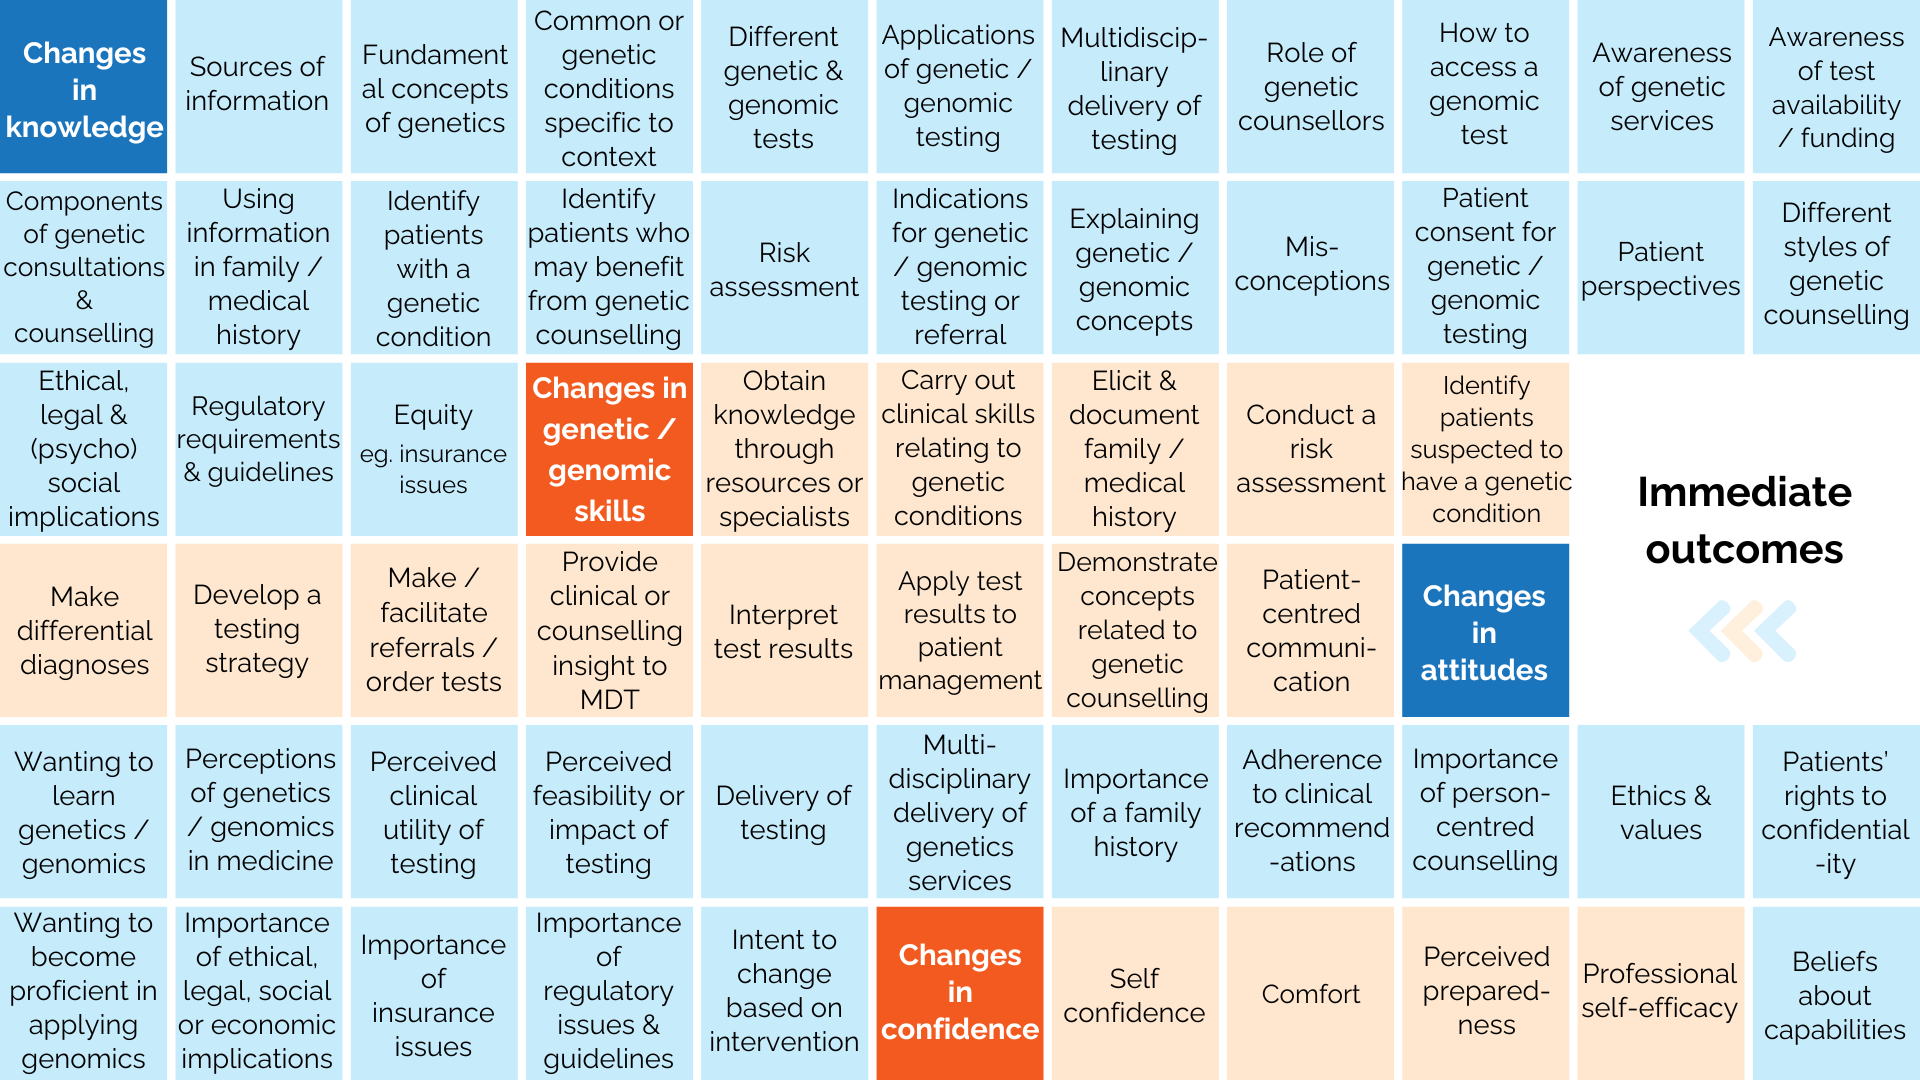 Changes
in
knowledge
Sources of
information
Fundament
al concepts
of genetics
Common or
genetic
conditions
specific to
context
Different
genetic &
genomic
tests
Applications
of genetic /
genomic
testing
Multidiscip-
linary
delivery of
testing
Role of
genetic
counsellors
How to
access a
genomic
test
Awareness
of genetic
services
Awareness
of test
availability
/ funding
Components
of genetic
consultations
&
counselling
Using
information
in family /
medical
history
Identify
patients
with a
genetic
condition
Identify
patients who
may benefit
from genetic
counselling
Risk
assessment
Indications
for genetic
/ genomic
testing or
referral
Explaining
genetic /
genomic
concepts
Mis-
conceptions
Patient
consent for
genetic /
genomic
testing
Patient
perspectives
Different
styles of
genetic
counselling
Ethical,
legal &
(psycho)
social
implications
Regulatory
requirements
& guidelines
Equity
eg. insurance
issues
Changes in
genetic /
genomic
skills
Obtain
knowledge
through
resources or
specialists
Carry out
clinical skills
relating to
genetic
conditions
Elicit &
document
family /
medical
history
Conduct a
risk
assessment
Identify
patients
suspected to
have a genetic
condition
Immediate
outcomes
Make
differential
diagnoses
Develop a
testing
strategy
Make /
facilitate
referrals /
order tests
Provide
clinical or
counselling
insight to
MDT
Interpret
test results
Apply test
results to
patient
management
Demonstrate
concepts
related to
genetic
counselling
Patient-
centred
communi-
cation
Changes
in
attitudes
Wanting to
learn
genetics /
genomics
Perceptions
of genetics
/ genomics
in medicine
Perceived
clinical
utility of
testing
Perceived
feasibility or
impact of
testing
Delivery of
testing
Multi-
disciplinary
delivery of
genetics
services
Importance
of a family
history
Adherence
to clinical
recommend
-ations
Importance
of person-
centred
counselling
Ethics &
values
Patients’
rights to
confidential
-ity
Wanting to
become
proficient in
applying
genomics
Importance
of ethical,
legal, social
or economic
implications
Importance
of
insurance
issues
Importance
of
regulatory
issues &
guidelines
Intent to
change
based on
intervention
Changes
in
confidence
Self
confidence
Comfort
Perceived
prepared-
ness
Professional
self-efficacy
Beliefs
about
capabilities